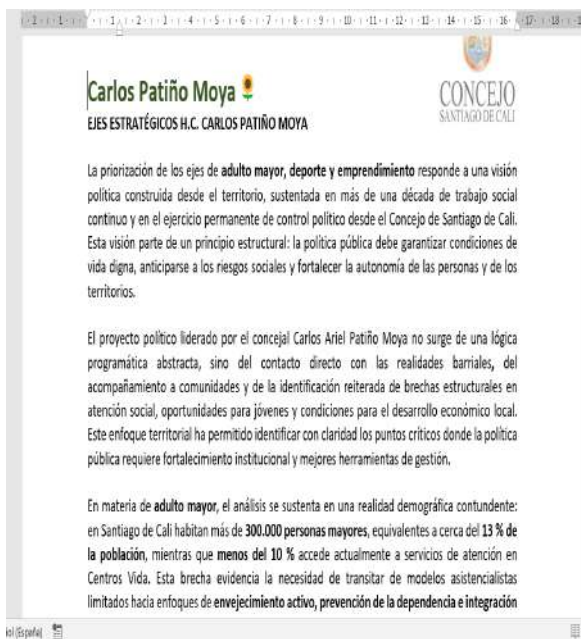 Carlos Patiño Moya
CONCEJO
SANTIAGO DE CALI
EJES ESTRATÉGICOS H.C. CARLOS PATIÑO MOYA
La priorización de los ejes de adulto mayor, deporte y emprendimiento responde a una visión
política construida desde el territorio, sustentada en más de una década de trabajo social
continuo y en el ejercicio permanente de control político desde el Concejo de Santiago de Cali.
Esta visión parte de un principio estructural: la política pública debe garantizar condiciones de
vida digna, anticiparse a los riesgos sociales y fortalecer la autonomía de las personas y de los
territorios.
El proyecto político liderado por el concejal Carlos Ariel Patiño Moya no surge de una lógica
programática abstracta, sino del contacto directo con las realidades barriales, del
acompañamiento a comunidades y de la identificación reiterada de brechas estructurales en
atención social, oportunidades para jóvenes y condiciones para el desarrollo económico local.
Este enfoque territorial ha permitido identificar con claridad los puntos críticos donde la política
pública requiere fortalecimiento institucional y mejores herramientas de gestión.
En materia de adulto mayor, el análisis se sustenta en una realidad demográfica contundente:
en Santiago de Cali habitan más de 300.000 personas mayores, equivalentes a cerca del 13 % de
la población, mientras que menos del 10 % accede actualmente a servicios de atención en
Centros Vida. Esta brecha evidencia la necesidad de transitar de modelos asistencialistas
limitados hacia enfoques de envejecimiento activo, prevención de la dependencia e integración